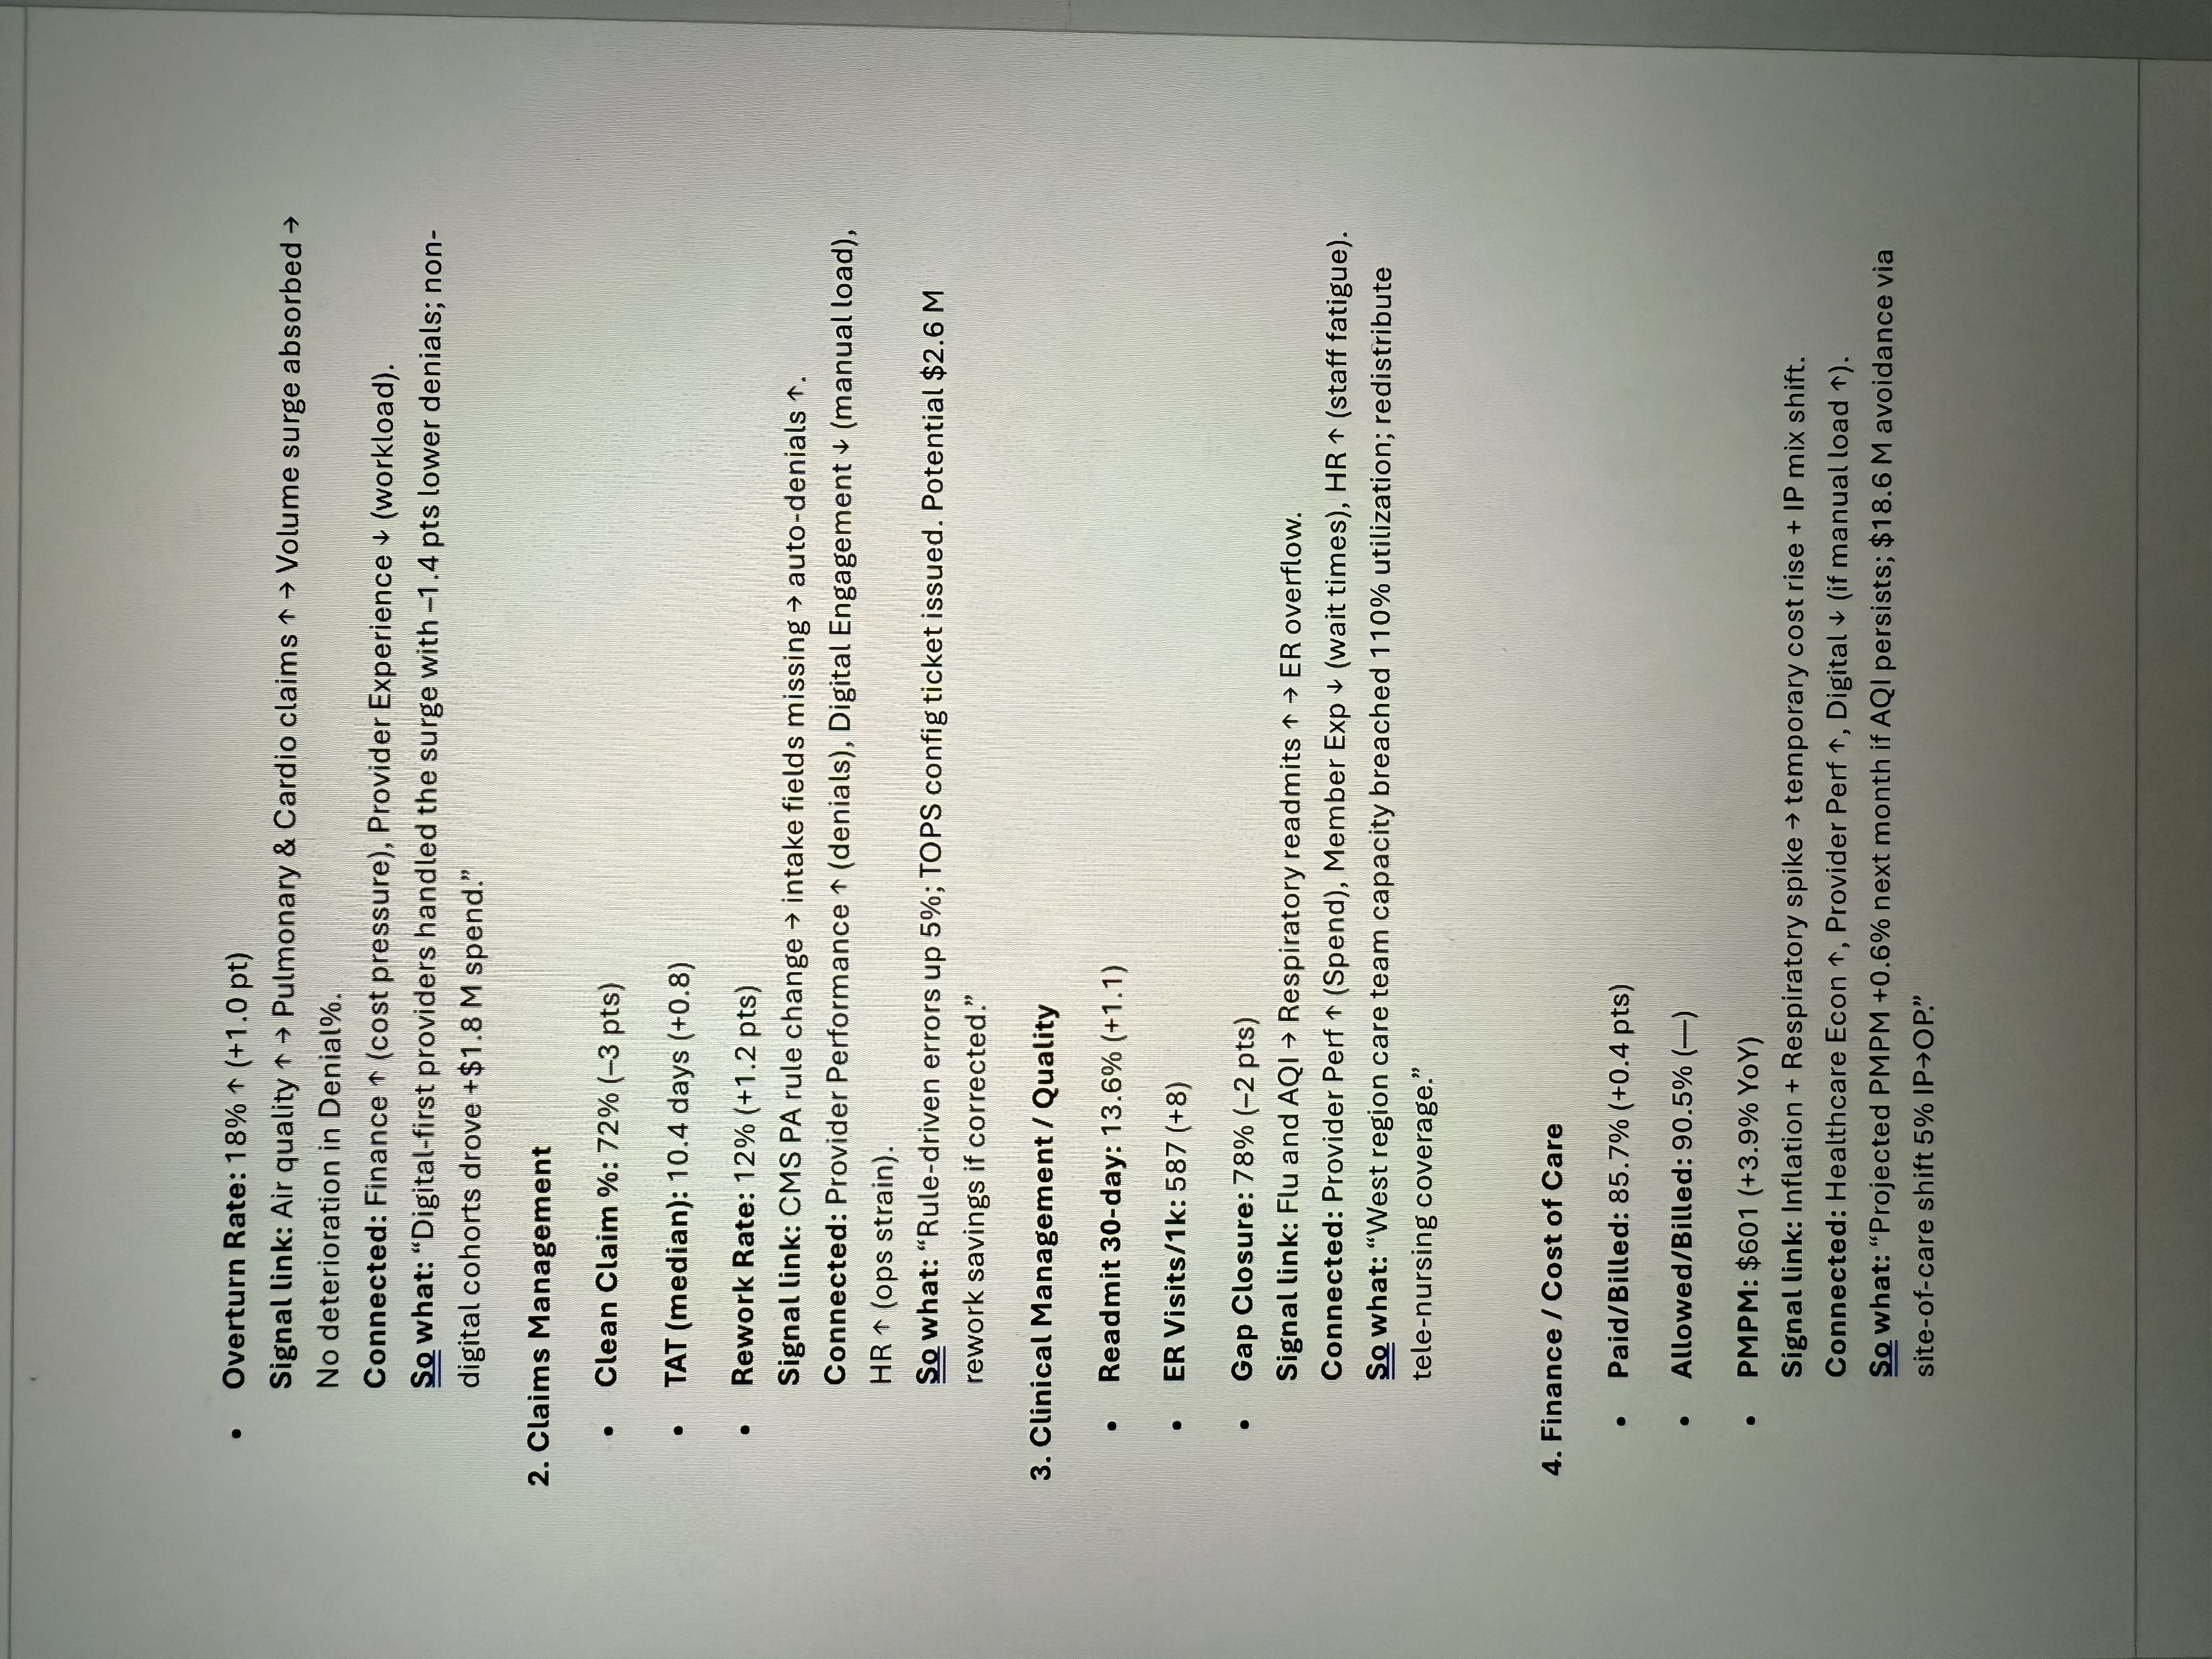 • Overturn Rate: 18% ↑ (+1.0 pt)
Signal link: Air quality ↑ → Pulmonary & Cardio claims ↑ → Volume surge absorbed →
No deterioration in Denial%.
Connected: Finance ↑ (cost pressure), Provider Experience ↓ (workload).
So what: “Digital-first providers handled the surge with –1.4 pts lower denials; non-
digital cohorts drove +$1.8 M spend.”
2. Claims Management
• Clean Claim %: 72% (–3 pts)
• TAT (median): 10.4 days (+0.8)
• Rework Rate: 12% (+1.2 pts)
Signal link: CMS PA rule change → intake fields missing → auto-denials ↑.
Connected: Provider Performance ↑ (denials), Digital Engagement ↓ (manual load),
HR ↑ (ops strain).
So what: “Rule-driven errors up 5%; TOPS config ticket issued. Potential $2.6 M
rework savings if corrected.”
3. Clinical Management / Quality
• Readmit 30-day: 13.6% (+1.1)
• ER Visits/1k: 587 (+8)
• Gap Closure: 78% (–2 pts)
Signal link: Flu and AQI → Respiratory readmits ↑ → ER overflow.
Connected: Provider Perf ↑ (Spend), Member Exp ↓ (wait times), HR ↑ (staff fatigue).
So what: “West region care team capacity breached 110% utilization; redistribute
tele-nursing coverage.”
4. Finance / Cost of Care
• Paid/Billed: 85.7% (+0.4 pts)
• Allowed/Billed: 90.5% (—)
• PMPM: $601 (+3.9% YoY)
Signal link: Inflation + Respiratory spike → temporary cost rise + IP mix shift.
Connected: Healthcare Econ ↑, Provider Perf ↑, Digital ↓ (if manual load ↑).
So what: “Projected PMPM +0.6% next month if AQI persists; $18.6 M avoidance via
site-of-care shift 5% IP→OP.”